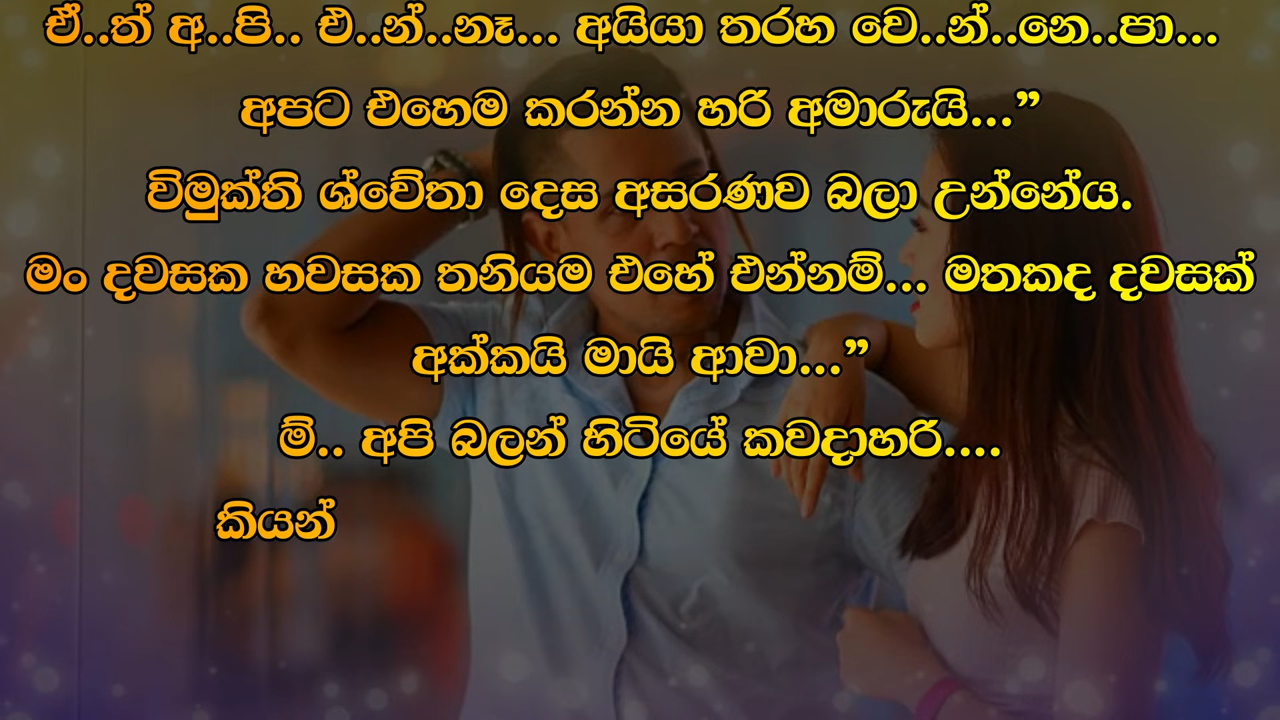 ඒ..ත් අ..පි.. එ..න්..නෑ... අයියා තරහ වෙ..න්..නෙ..පා...
අපට එහෙම කරන්න හරි අමාරුයි...”
විමුක්ති ශ්වේතා දෙස අසරණව බලා උන්නේය.
මං දවසක හවසක තනියම එහේ එන්නම්... මතකද දවසක්
අක්කයි මායි ආවා...”
ම්.. අපි බලන් හිටියේ කවදාහරි....
කියන්